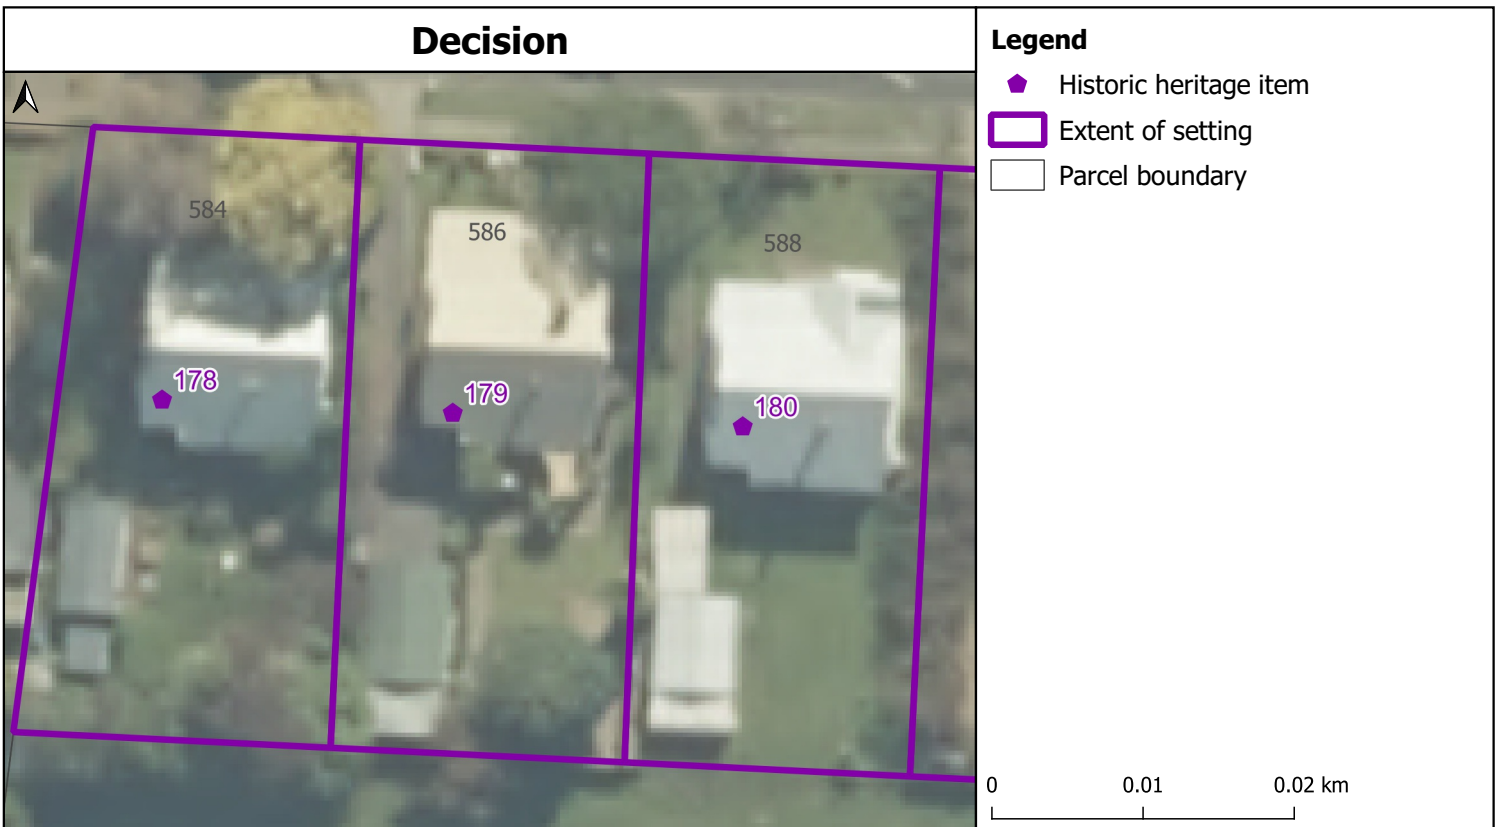 Decision
584
586
588
178
179
180
Legend
Historic heritage item
Extent of setting
Parcel boundary
0 0.01 0.02 km